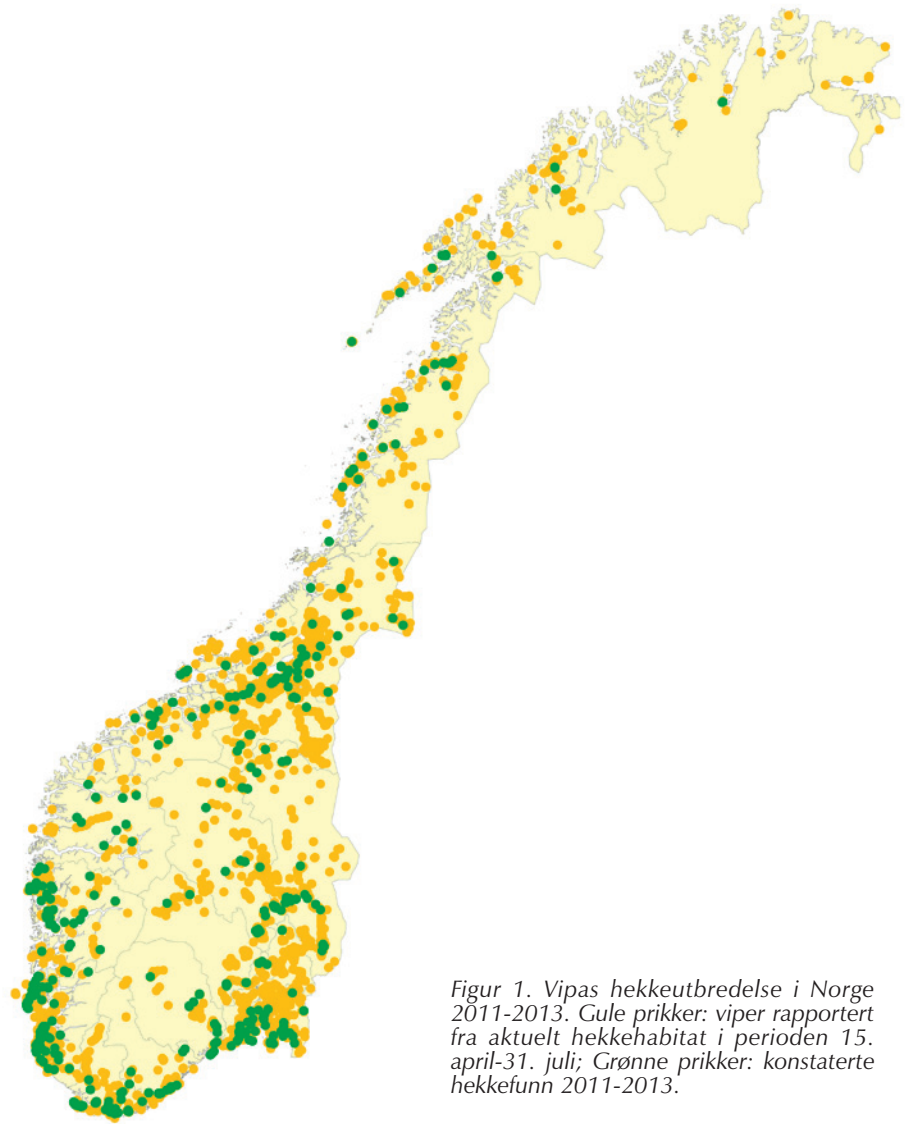 Figur 1. Vipas hekkeutbredelse i Norge
2011-2013. Gule prikker: viper rapportert
fra aktuelt hekkehabitat i perioden 15.
april-31. juli; Grønne prikker: konstaterte
hekkefunn 2011-2013.